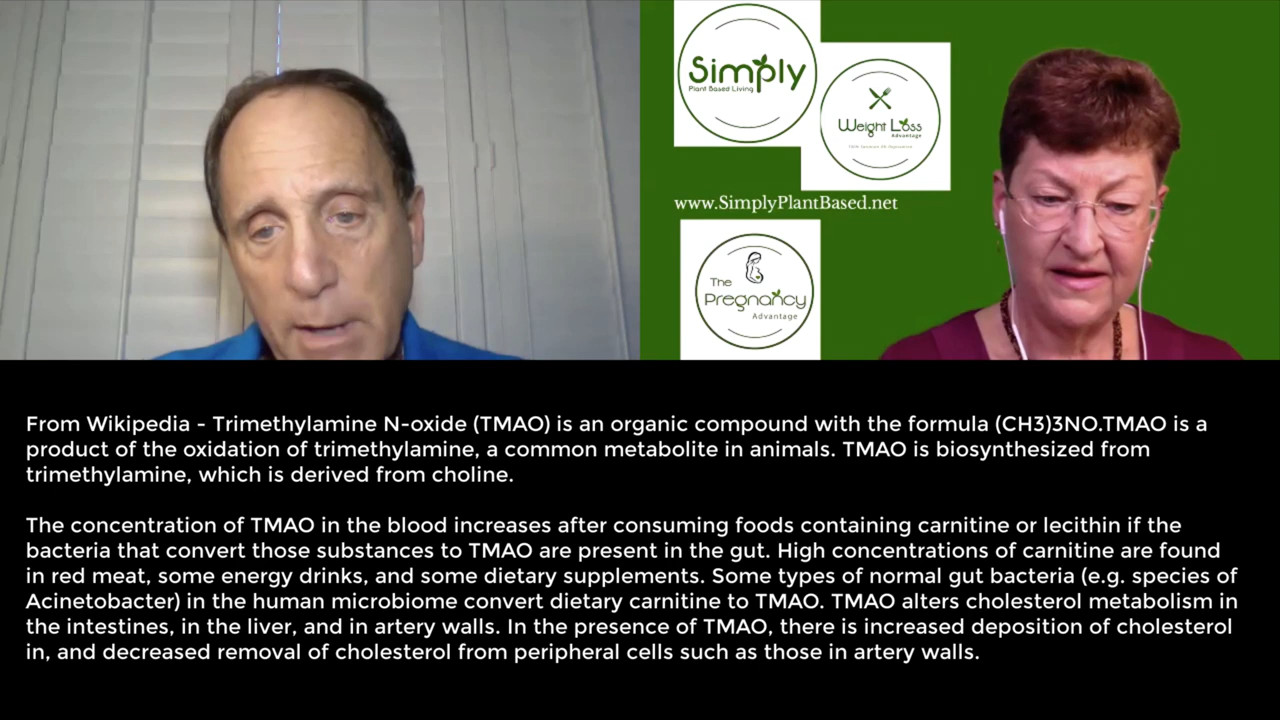 Simply
Plant Based Living
Weight Loss
Advantage
www.SimplyPlantBased.net
The
Pregnancy
Advantage
From Wikipedia - Trimethylamine N-oxide (TMAO) is an organic compound with the formula (CH3)3NO.TMAO is a
product of the oxidation of trimethylamine, a common metabolite in animals. TMAO is biosynthesized from
trimethylamine, which is derived from choline.
The concentration of TMAO in the blood increases after consuming foods containing carnitine or lecithin if the
bacteria that convert those substances to TMAO are present in the gut. High concentrations of carnitine are found
in red meat, some energy drinks, and some dietary supplements. Some types of normal gut bacteria (e.g. species of
Acinetobacter) in the human microbiome convert dietary carnitine to TMAO. TMAO alters cholesterol metabolism in
the intestines, in the liver, and in artery walls. In the presence of TMAO, there is increased deposition of cholesterol
in, and decreased removal of cholesterol from peripheral cells such as those in artery walls.